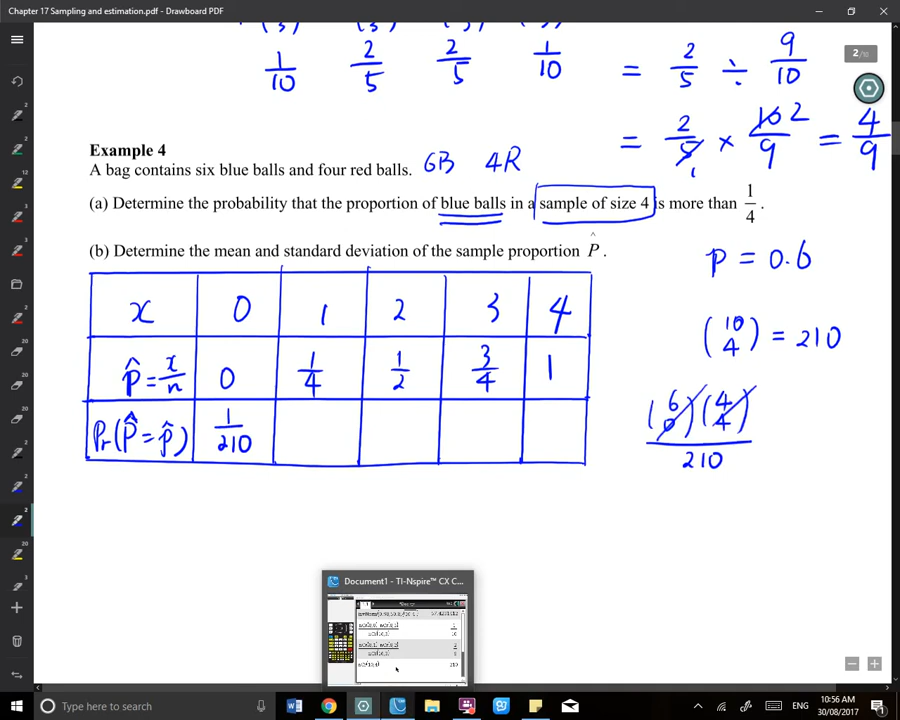 Chapter 17 Sampling and estimation.pdf - Drawboard PDF
2/10
1/10 2/5 2/5 1/10 = 2/5 ÷ 9/10
= 2/5 × 10 2/9 = 4/9
1
Example 4
A bag contains six blue balls and four red balls. 6B 4R
(a) Determine the probability that the proportion of blue balls in a sample of size 4 is more than 1/4 .
(b) Determine the mean and standard deviation of the sample proportion P̂ .
p = 0.6
x 0 1 2 3 4
(10 4) = 210
p̂ = x/n 0 1/4 1/2 3/4 1
Pr(P̂ = p̂) 1/210
(6 0)(4 4)
210
Document1 - TI-Nspire™ CX C...
Type here to search
ENG
10:56 AM
30/08/2017